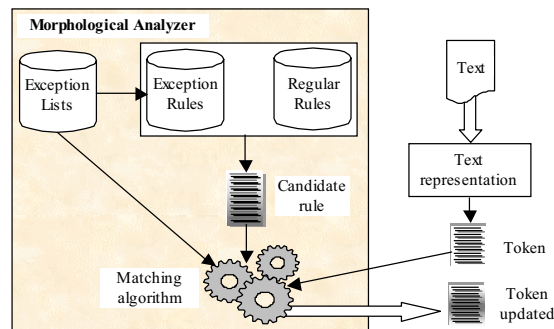 Morphological Analyzer
Exception
Lists
Exception
Rules
Regular
Rules
Candidate
rule
Matching
algorithm
Text
Text
representation
Token
Token
updated